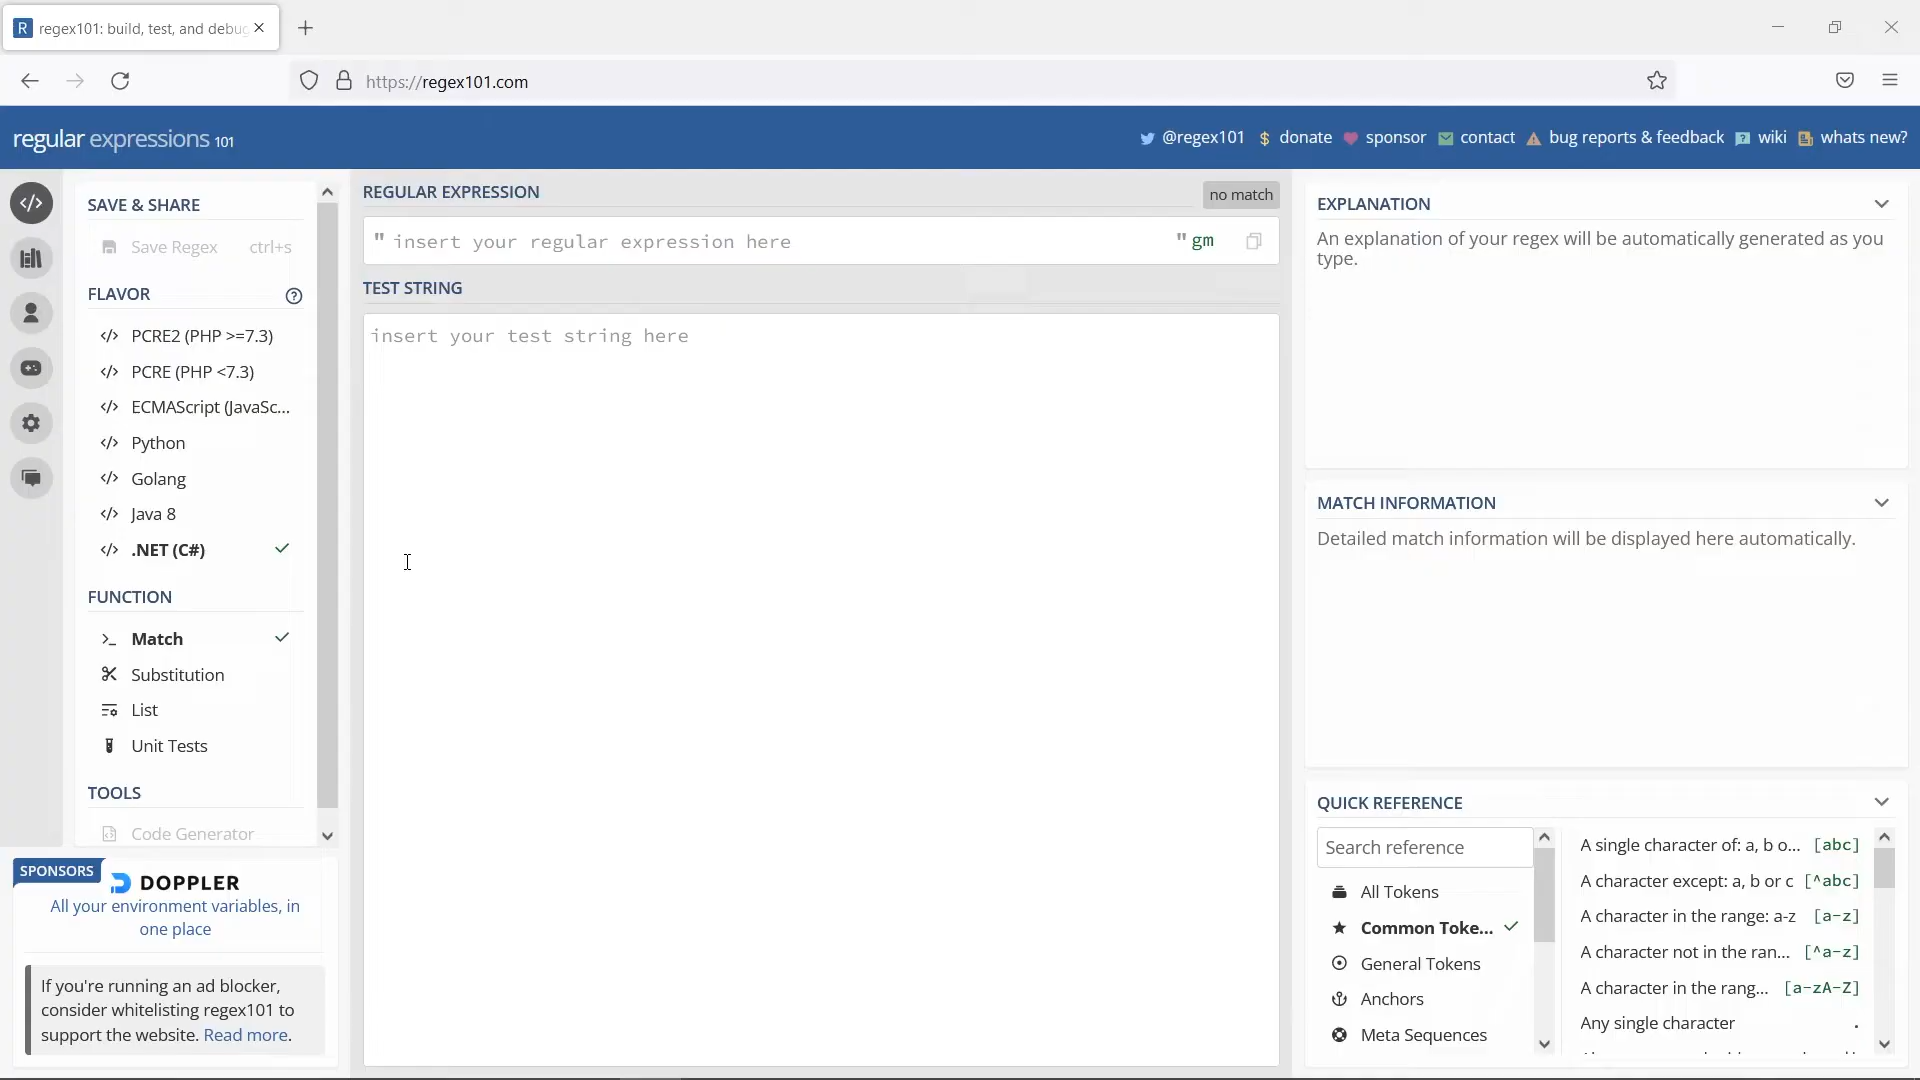 regex101: build, test, and debug
https://regex101.com
regular expressions 101
@regex101 $ donate sponsor contact bug reports & feedback wiki whats new?
SAVE & SHARE
Save Regex ctrl+s
FLAVOR
PCRE2 (PHP >=7.3)
PCRE (PHP <7.3)
ECMAScript (JavaSc...
Python
Golang
Java 8
.NET (C#)
FUNCTION
Match
Substitution
List
Unit Tests
TOOLS
Code Generator
SPONSORS
DOPPLER
All your environment variables, in
one place
If you're running an ad blocker,
consider whitelisting regex101 to
support the website. Read more.
REGULAR EXPRESSION
no match
" insert your regular expression here " gm
TEST STRING
insert your test string here
EXPLANATION
An explanation of your regex will be automatically generated as you
type.
MATCH INFORMATION
Detailed match information will be displayed here automatically.
QUICK REFERENCE
Search reference
All Tokens
Common Toke...
General Tokens
Anchors
Meta Sequences
A single character of: a, b o... [abc]
A character except: a, b or c [^abc]
A character in the range: a-z [a-z]
A character not in the ran... [^a-z]
A character in the rang... [a-zA-Z]
Any single character .